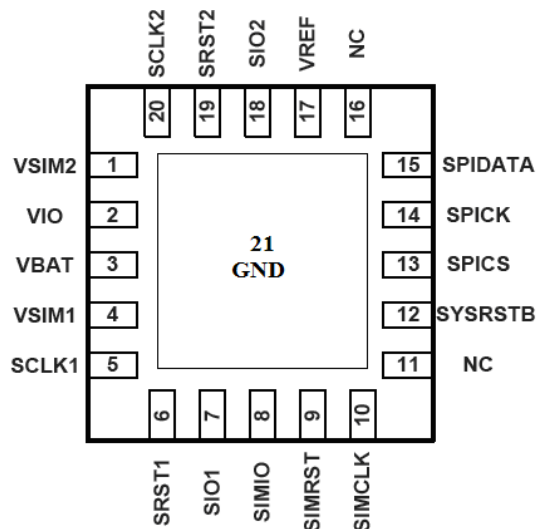 SCLK2
SRST2
SIO2
VREF
NC
20
19
18
17
16
VSIM2 1
15 SPIDATA
VIO 2
14 SPICK
VBAT 3
13 SPICS
VSIM1 4
12 SYSRSTB
SCLK1 5
11 NC
21
GND
6
7
8
9
10
SRST1
SIO1
SIMIO
SIMRST
SIMCLK